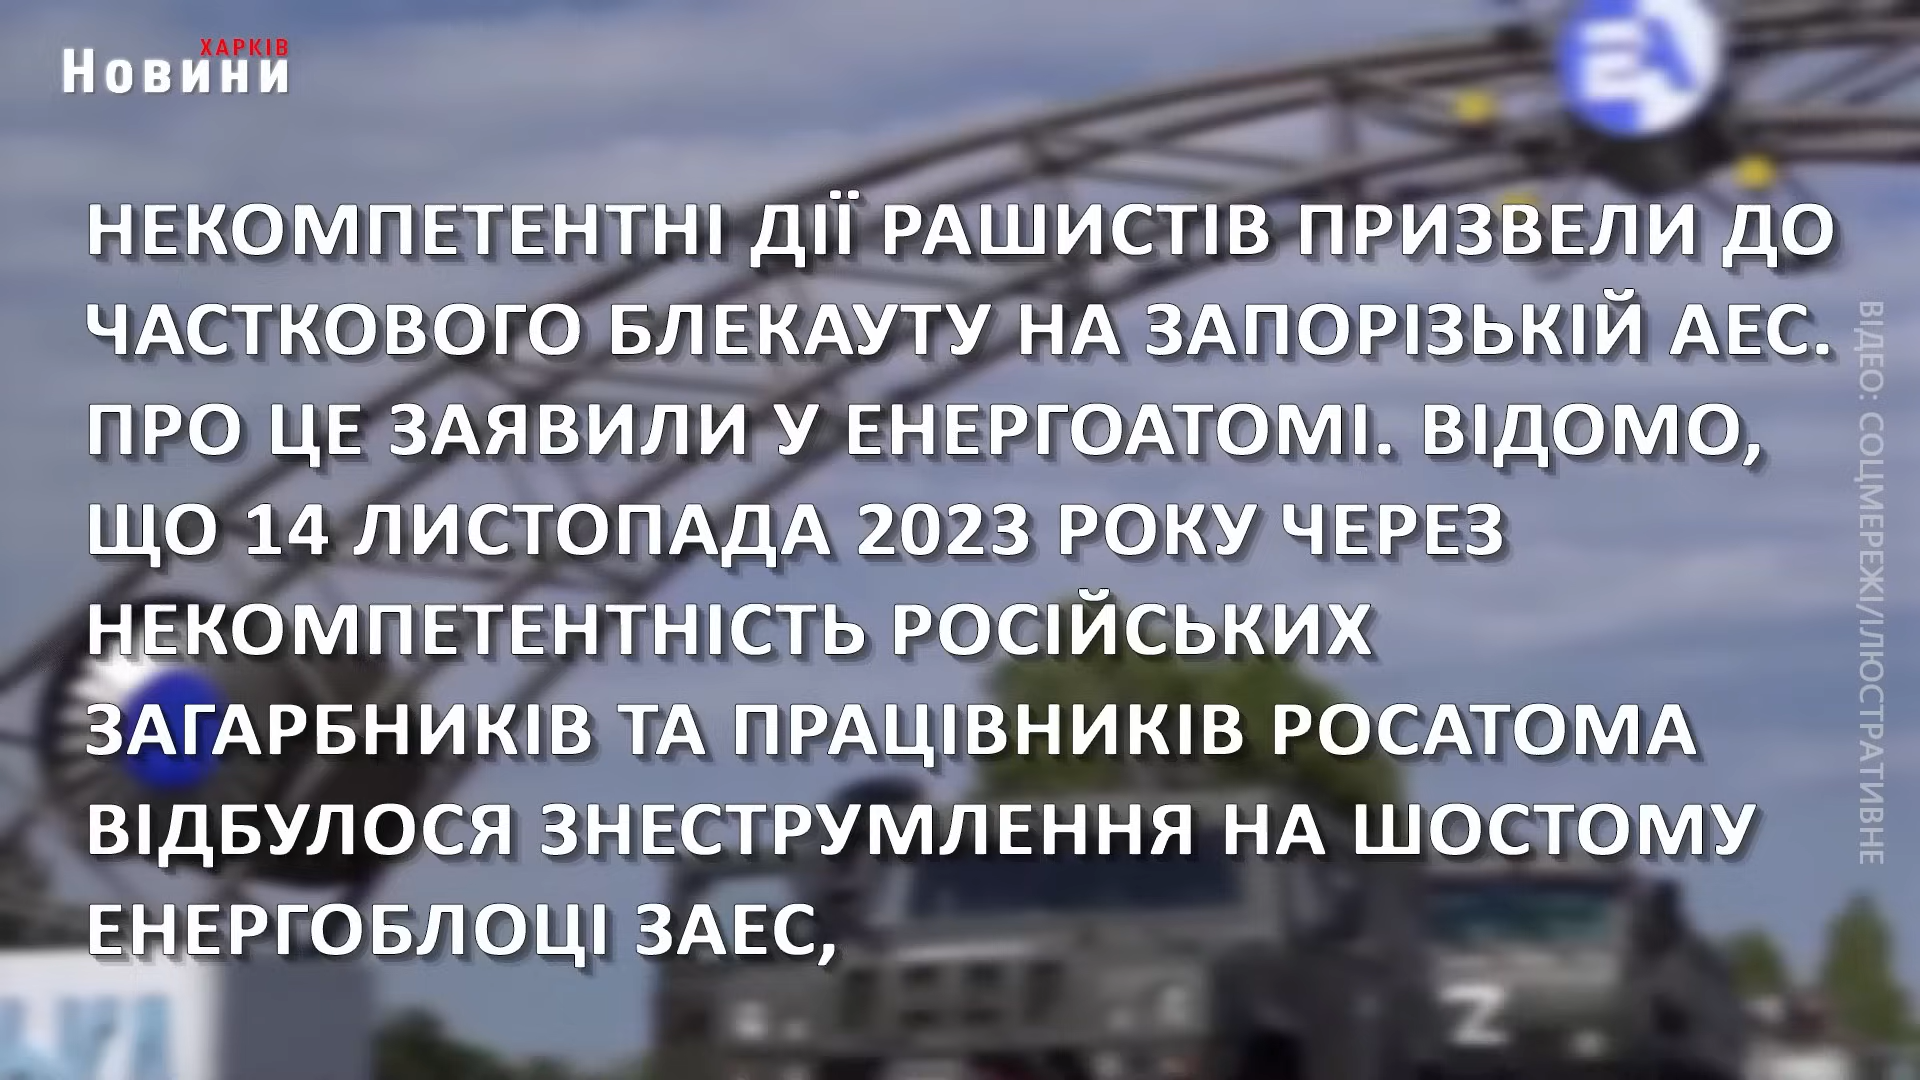 ХАРКІВ
Новини
НЕКОМПЕТЕНТНІ ДІЇ РАШИСТІВ ПРИЗВЕЛИ ДО
ЧАСТКОВОГО БЛЕКАУТУ НА ЗАПОРІЗЬКІЙ АЕС.
ПРО ЦЕ ЗАЯВИЛИ У ЕНЕРГОАТОМІ. ВІДОМО,
ЩО 14 ЛИСТОПАДА 2023 РОКУ ЧЕРЕЗ
НЕКОМПЕТЕНТНІСТЬ РОСІЙСЬКИХ
ЗАГАРБНИКІВ ТА ПРАЦІВНИКІВ РОСАТОМА
ВІДБУЛОСЯ ЗНЕСТРУМЛЕННЯ НА ШОСТОМУ
ЕНЕРГОБЛОЦІ ЗАЕС,
ВІДЕО: СОЦМЕРЕЖІ/ІЛЮСТРАТИВНЕ
Z